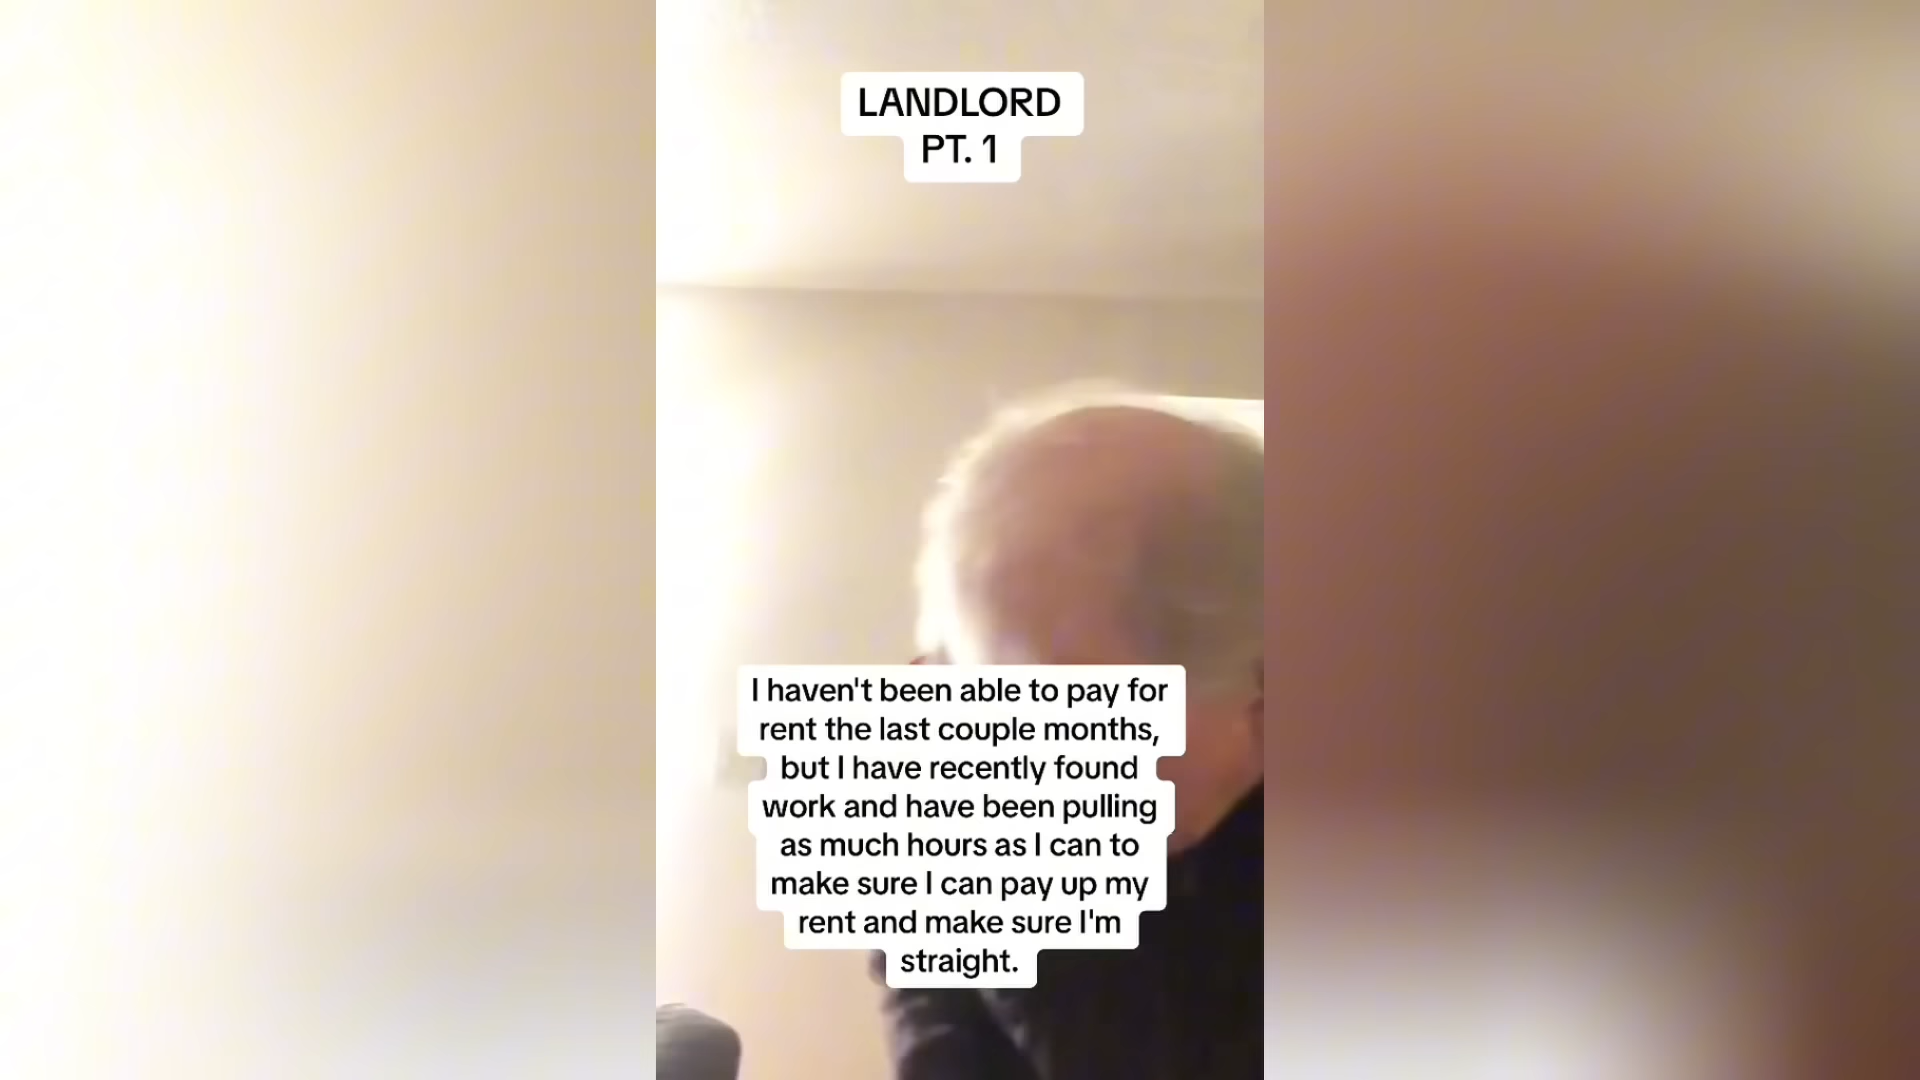 LANDLORD
PT. 1
I haven't been able to pay for
rent the last couple months,
but I have recently found
work and have been pulling
as much hours as I can to
make sure I can pay up my
rent and make sure I'm
straight.